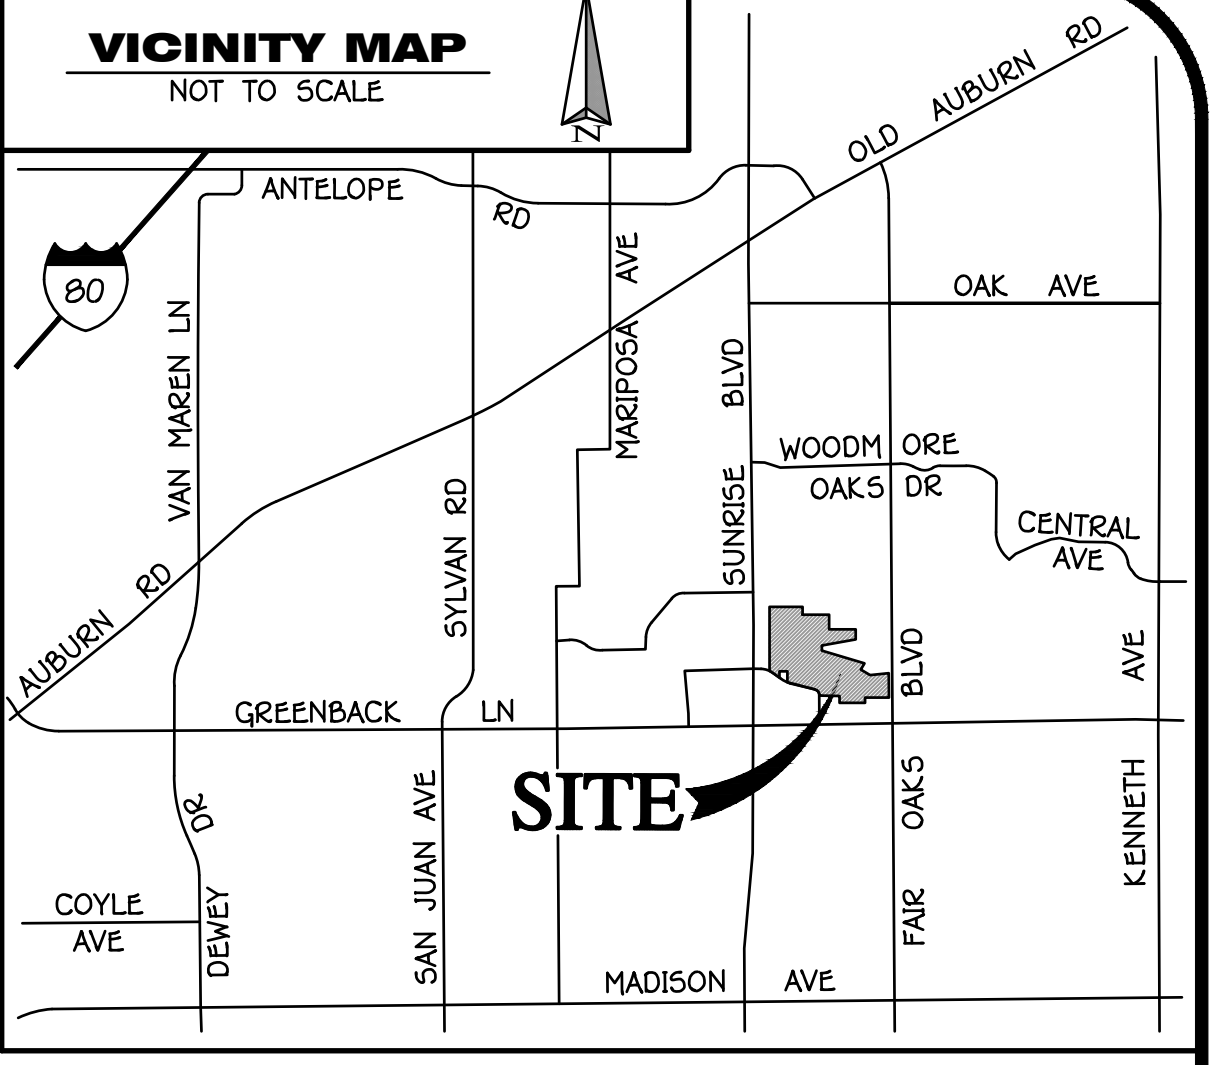 VICINITY MAP
NOT TO SCALE
N
OLD AUBURN RD
ANTELOPE RD
80
MARIPOSA AVE
OAK AVE
VAN MAREN LN
SUNRISE BLVD
WOODM ORE
OAKS DR
CENTRAL
AVE
SYLVAN RD
AUBURN RD
GREENBACK LN
FAIR OAKS BLVD
KENNETH AVE
SITE
DEWEY DR
SAN JUAN AVE
COYLE
AVE
MADISON AVE